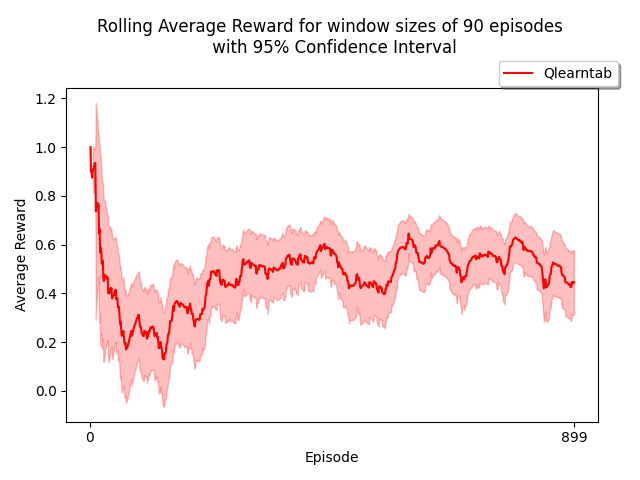 Rolling Average Reward for window sizes of 90 episodes
with 95% Confidence Interval
Qlearntab
1.2
1.0
0.8
0.6
0.4
0.2
0.0
Average Reward
0
899
Episode